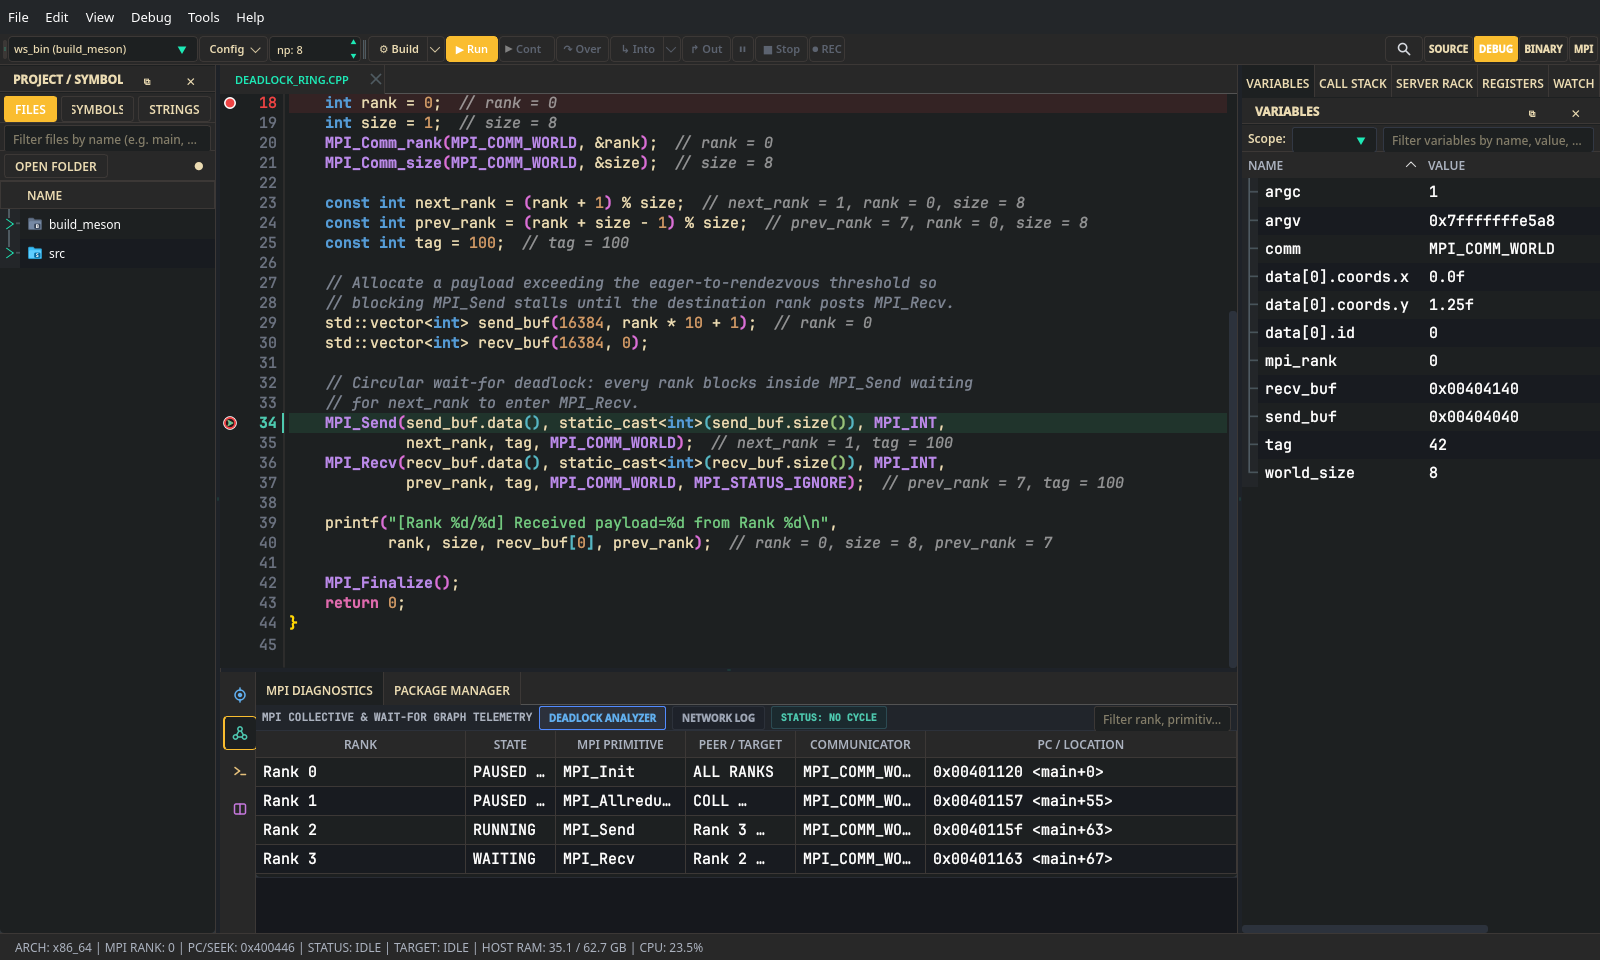 File Edit View Debug Tools Help
ws_bin (build_meson) Config np: 8 Build Run Cont Over Into Out Stop REC SOURCE DEBUG BINARY MPI
PROJECT / SYMBOL
FILES SYMBOLS STRINGS
Filter files by name (e.g. main, ...
OPEN FOLDER
NAME
build_meson
src
DEADLOCK_RING.CPP
18 int rank = 0; // rank = 0
19 int size = 1; // size = 8
20 MPI_Comm_rank(MPI_COMM_WORLD, &rank); // rank = 0
21 MPI_Comm_size(MPI_COMM_WORLD, &size); // size = 8
22
23 const int next_rank = (rank + 1) % size; // next_rank = 1, rank = 0, size = 8
24 const int prev_rank = (rank + size - 1) % size; // prev_rank = 7, rank = 0, size = 8
25 const int tag = 100; // tag = 100
26
27 // Allocate a payload exceeding the eager-to-rendezvous threshold so
28 // blocking MPI_Send stalls until the destination rank posts MPI_Recv.
29 std::vector<int> send_buf(16384, rank * 10 + 1); // rank = 0
30 std::vector<int> recv_buf(16384, 0);
31
32 // Circular wait-for deadlock: every rank blocks inside MPI_Send waiting
33 // for next_rank to enter MPI_Recv.
34 MPI_Send(send_buf.data(), static_cast<int>(send_buf.size()), MPI_INT,
35 next_rank, tag, MPI_COMM_WORLD); // next_rank = 1, tag = 100
36 MPI_Recv(recv_buf.data(), static_cast<int>(recv_buf.size()), MPI_INT,
37 prev_rank, tag, MPI_COMM_WORLD, MPI_STATUS_IGNORE); // prev_rank = 7, tag = 100
38
39 printf("[Rank %d/%d] Received payload=%d from Rank %d\n",
40 rank, size, recv_buf[0], prev_rank); // rank = 0, size = 8, prev_rank = 7
41
42 MPI_Finalize();
43 return 0;
44 }
45
VARIABLES CALL STACK SERVER RACK REGISTERS WATCH
VARIABLES
Scope: Filter variables by name, value, ...
NAME VALUE
argc 1
argv 0x7fffffffe5a8
comm MPI_COMM_WORLD
data[0].coords.x 0.0f
data[0].coords.y 1.25f
data[0].id 0
mpi_rank 0
recv_buf 0x00404140
send_buf 0x00404040
tag 42
world_size 8
MPI DIAGNOSTICS PACKAGE MANAGER
MPI COLLECTIVE & WAIT-FOR GRAPH TELEMETRY DEADLOCK ANALYZER NETWORK LOG STATUS: NO CYCLE Filter rank, primitiv...
RANK STATE MPI PRIMITIVE PEER / TARGET COMMUNICATOR PC / LOCATION
Rank 0 PAUSED … MPI_Init ALL RANKS MPI_COMM_WO… 0x00401120 <main+0>
Rank 1 PAUSED … MPI_Allredu… COLL … MPI_COMM_WO… 0x00401157 <main+55>
Rank 2 RUNNING MPI_Send Rank 3 … MPI_COMM_WO… 0x0040115f <main+63>
Rank 3 WAITING MPI_Recv Rank 2 … MPI_COMM_WO… 0x00401163 <main+67>
ARCH: x86_64 | MPI RANK: 0 | PC/SEEK: 0x400446 | STATUS: IDLE | TARGET: IDLE | HOST RAM: 35.1 / 62.7 GB | CPU: 23.5%